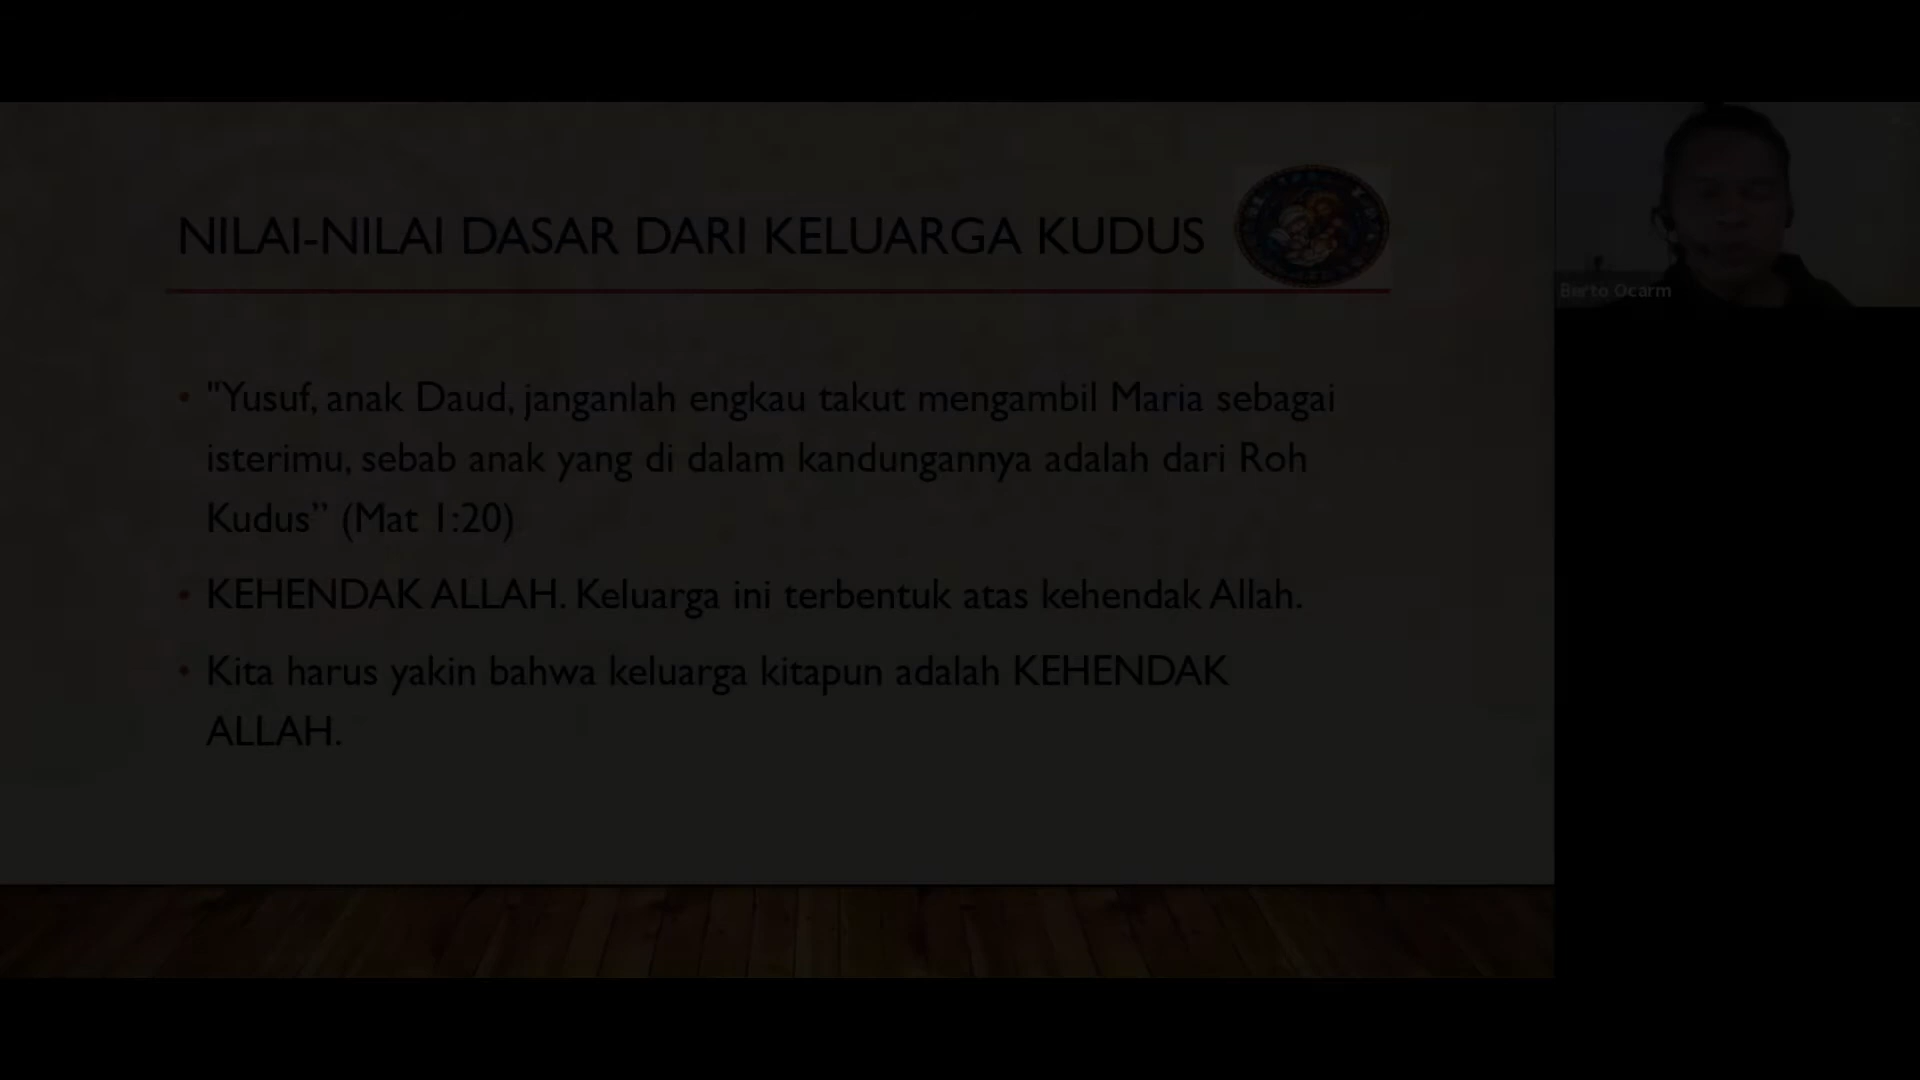 NILAI-NILAI DASAR DARI KELUARGA KUDUS
Berto Ocarm
• "Yusuf, anak Daud, janganlah engkau takut mengambil Maria sebagai
isterimu, sebab anak yang di dalam kandungannya adalah dari Roh
Kudus” (Mat 1:20)
• KEHENDAK ALLAH. Keluarga ini terbentuk atas kehendak Allah.
• Kita harus yakin bahwa keluarga kitapun adalah KEHENDAK
ALLAH.